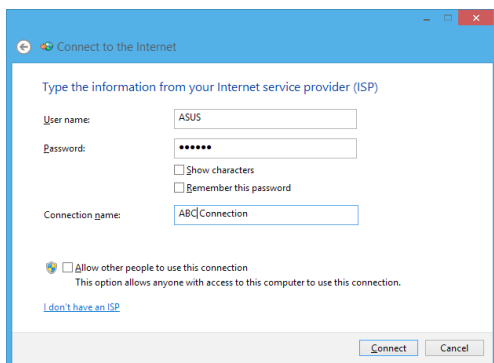 Connect to the Internet
Type the information from your Internet service provider (ISP)
User name: ASUS
Password: ••••••
Show characters
Remember this password
Connection name: ABC Connection
Allow other people to use this connection
This option allows anyone with access to this computer to use this connection.
I don't have an ISP
Connect Cancel